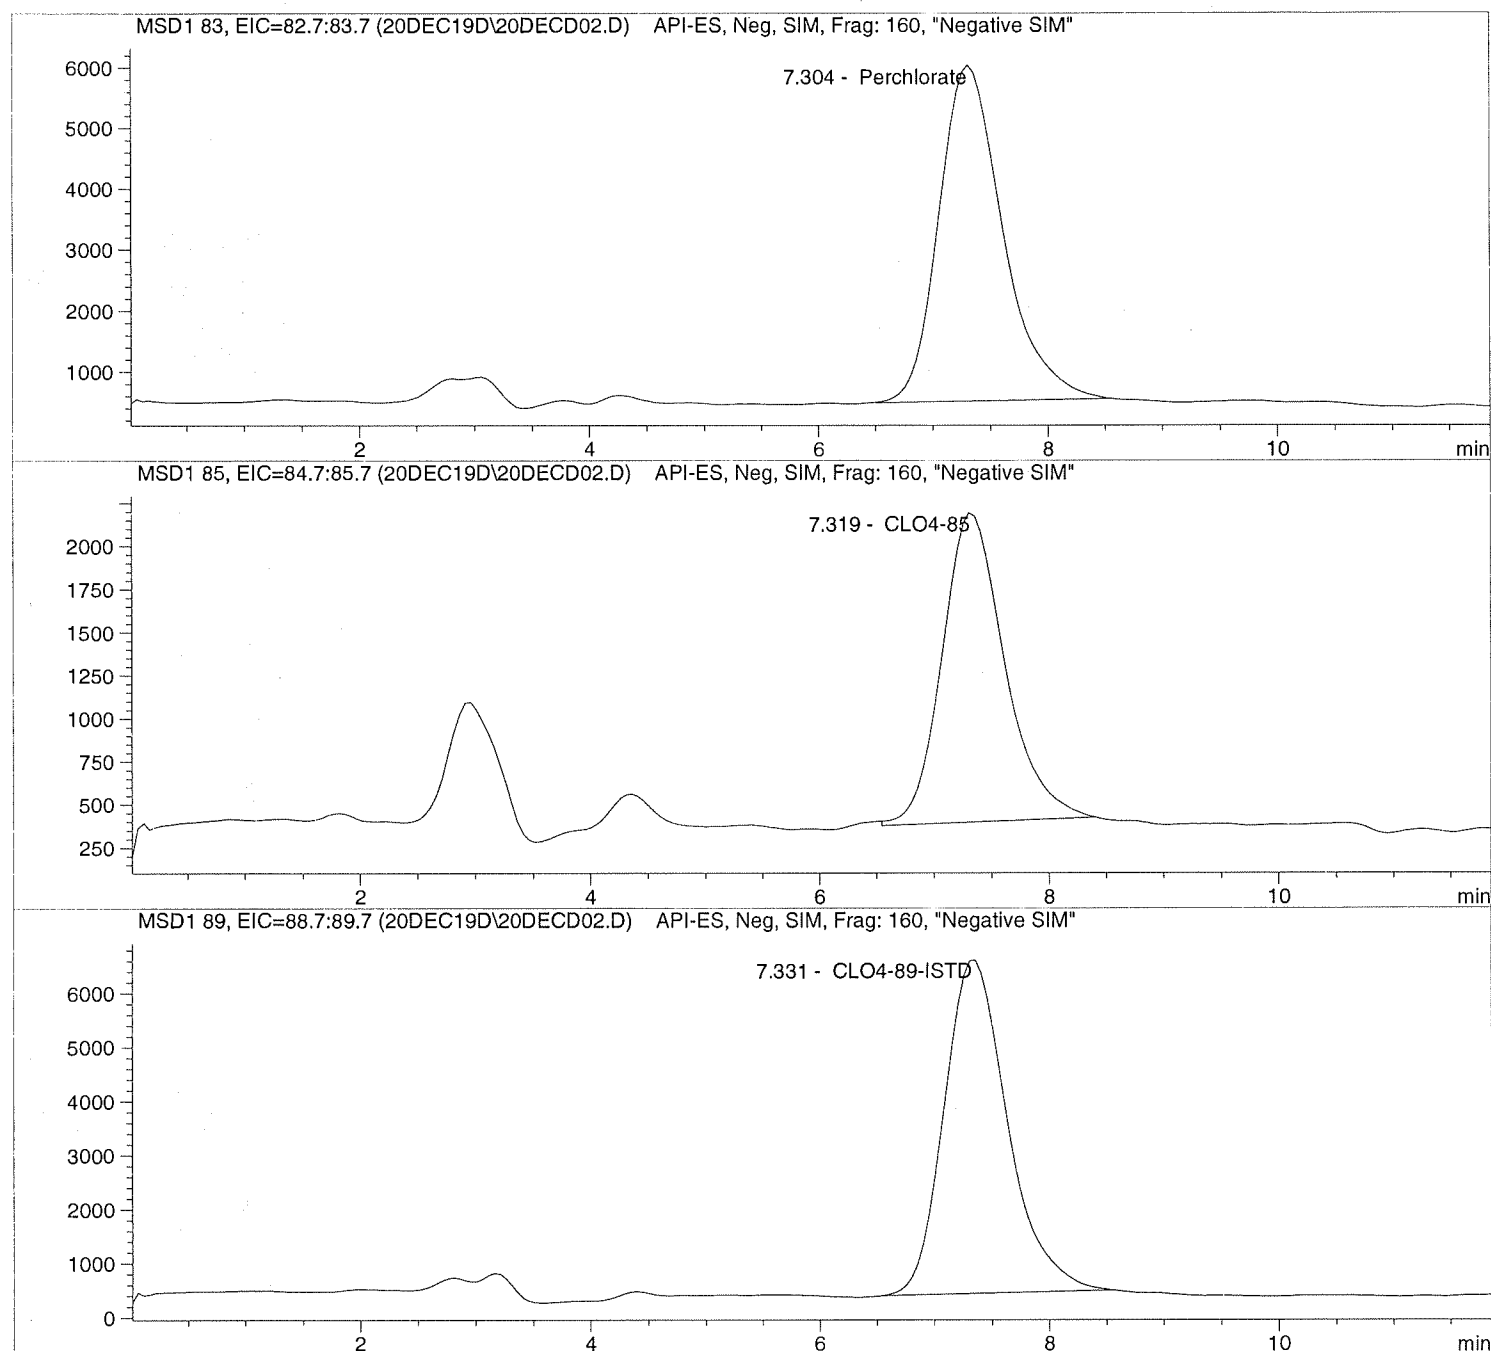 MSD1 83, EIC=82.7:83.7 (20DEC19D\20DECD02.D) API-ES, Neg, SIM, Frag: 160, "Negative SIM"
7.304 - Perchlorate
6000
5000
4000
3000
2000
1000
2 4 6 8 10 min
MSD1 85, EIC=84.7:85.7 (20DEC19D\20DECD02.D) API-ES, Neg, SIM, Frag: 160, "Negative SIM"
7.319 - CLO4-85
2000
1750
1500
1250
1000
750
500
250
2 4 6 8 10 min
MSD1 89, EIC=88.7:89.7 (20DEC19D\20DECD02.D) API-ES, Neg, SIM, Frag: 160, "Negative SIM"
7.331 - CLO4-89-ISTD
6000
5000
4000
3000
2000
1000
0
2 4 6 8 10 min